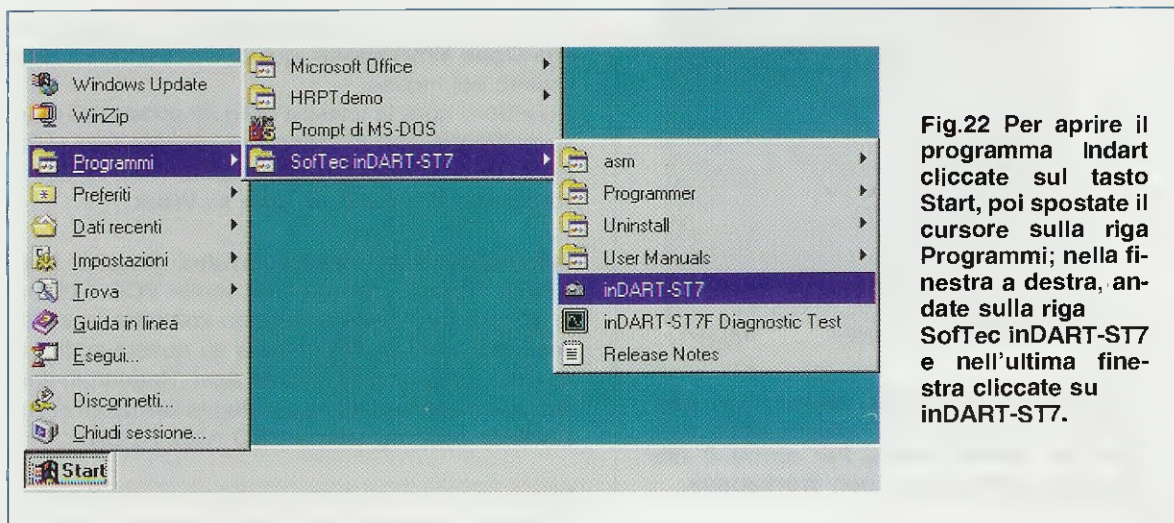 Windows Update
WinZip
Programmi
Preferiti
Dati recenti
Impostazioni
Trova
Guida in linea
Esegui...
Disconnetti...
Chiudi sessione...
Start
Microsoft Office
HRPTdemo
Prompt di MS-DOS
SofTec inDART-ST7
asm
Programmer
Uninstall
User Manuals
inDART-ST7
inDART-ST7F Diagnostic Test
Release Notes
Fig.22 Per aprire il
programma Indart
cliccate sul tasto
Start, poi spostate il
cursore sulla riga
Programmi; nella fi-
nestra a destra, an-
date sulla riga
SofTec inDART-ST7
e nell'ultima fine-
stra cliccate su
inDART-ST7.